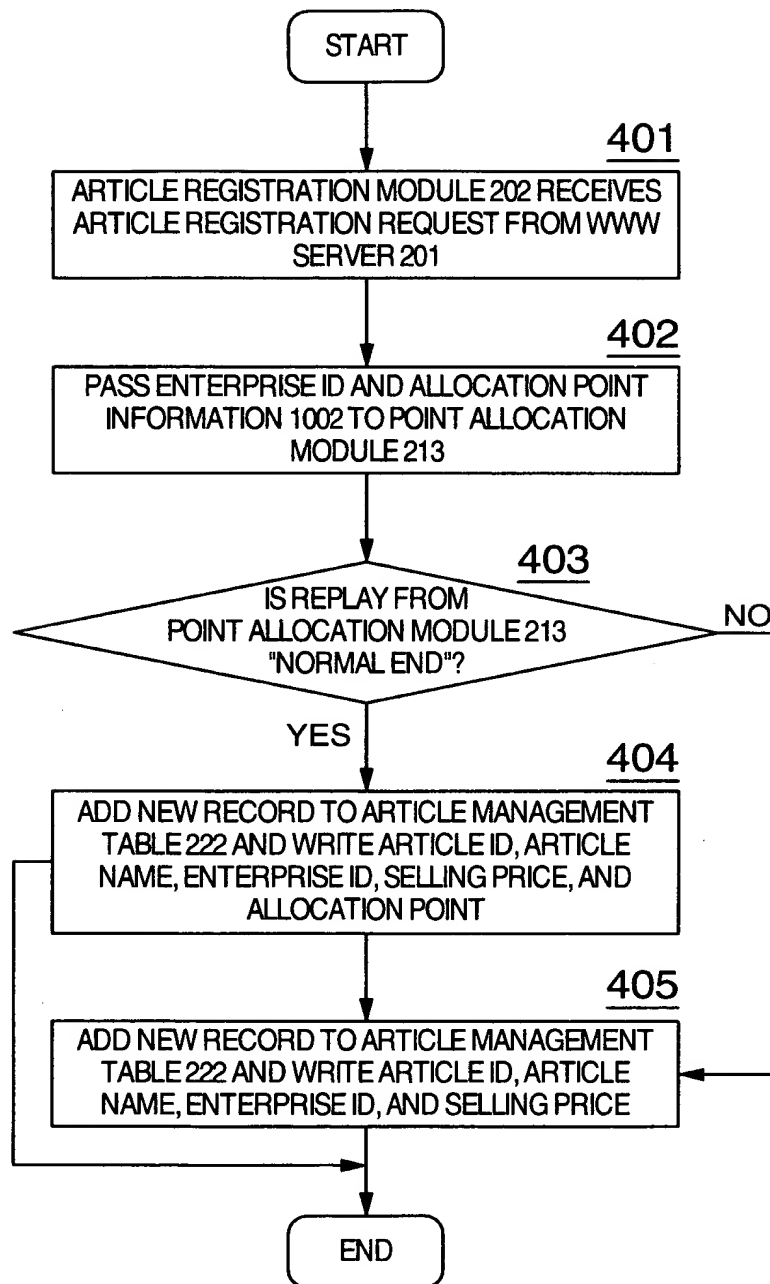 START
401
ARTICLE REGISTRATION MODULE 202 RECEIVES
ARTICLE REGISTRATION REQUEST FROM WWW
SERVER 201
402
PASS ENTERPRISE ID AND ALLOCATION POINT
INFORMATION 1002 TO POINT ALLOCATION
MODULE 213
403
IS REPLAY FROM
POINT ALLOCATION MODULE 213
"NORMAL END"?
NO
YES
404
ADD NEW RECORD TO ARTICLE MANAGEMENT
TABLE 222 AND WRITE ARTICLE ID, ARTICLE
NAME, ENTERPRISE ID, SELLING PRICE, AND
ALLOCATION POINT
405
ADD NEW RECORD TO ARTICLE MANAGEMENT
TABLE 222 AND WRITE ARTICLE ID, ARTICLE
NAME, ENTERPRISE ID, AND SELLING PRICE
END